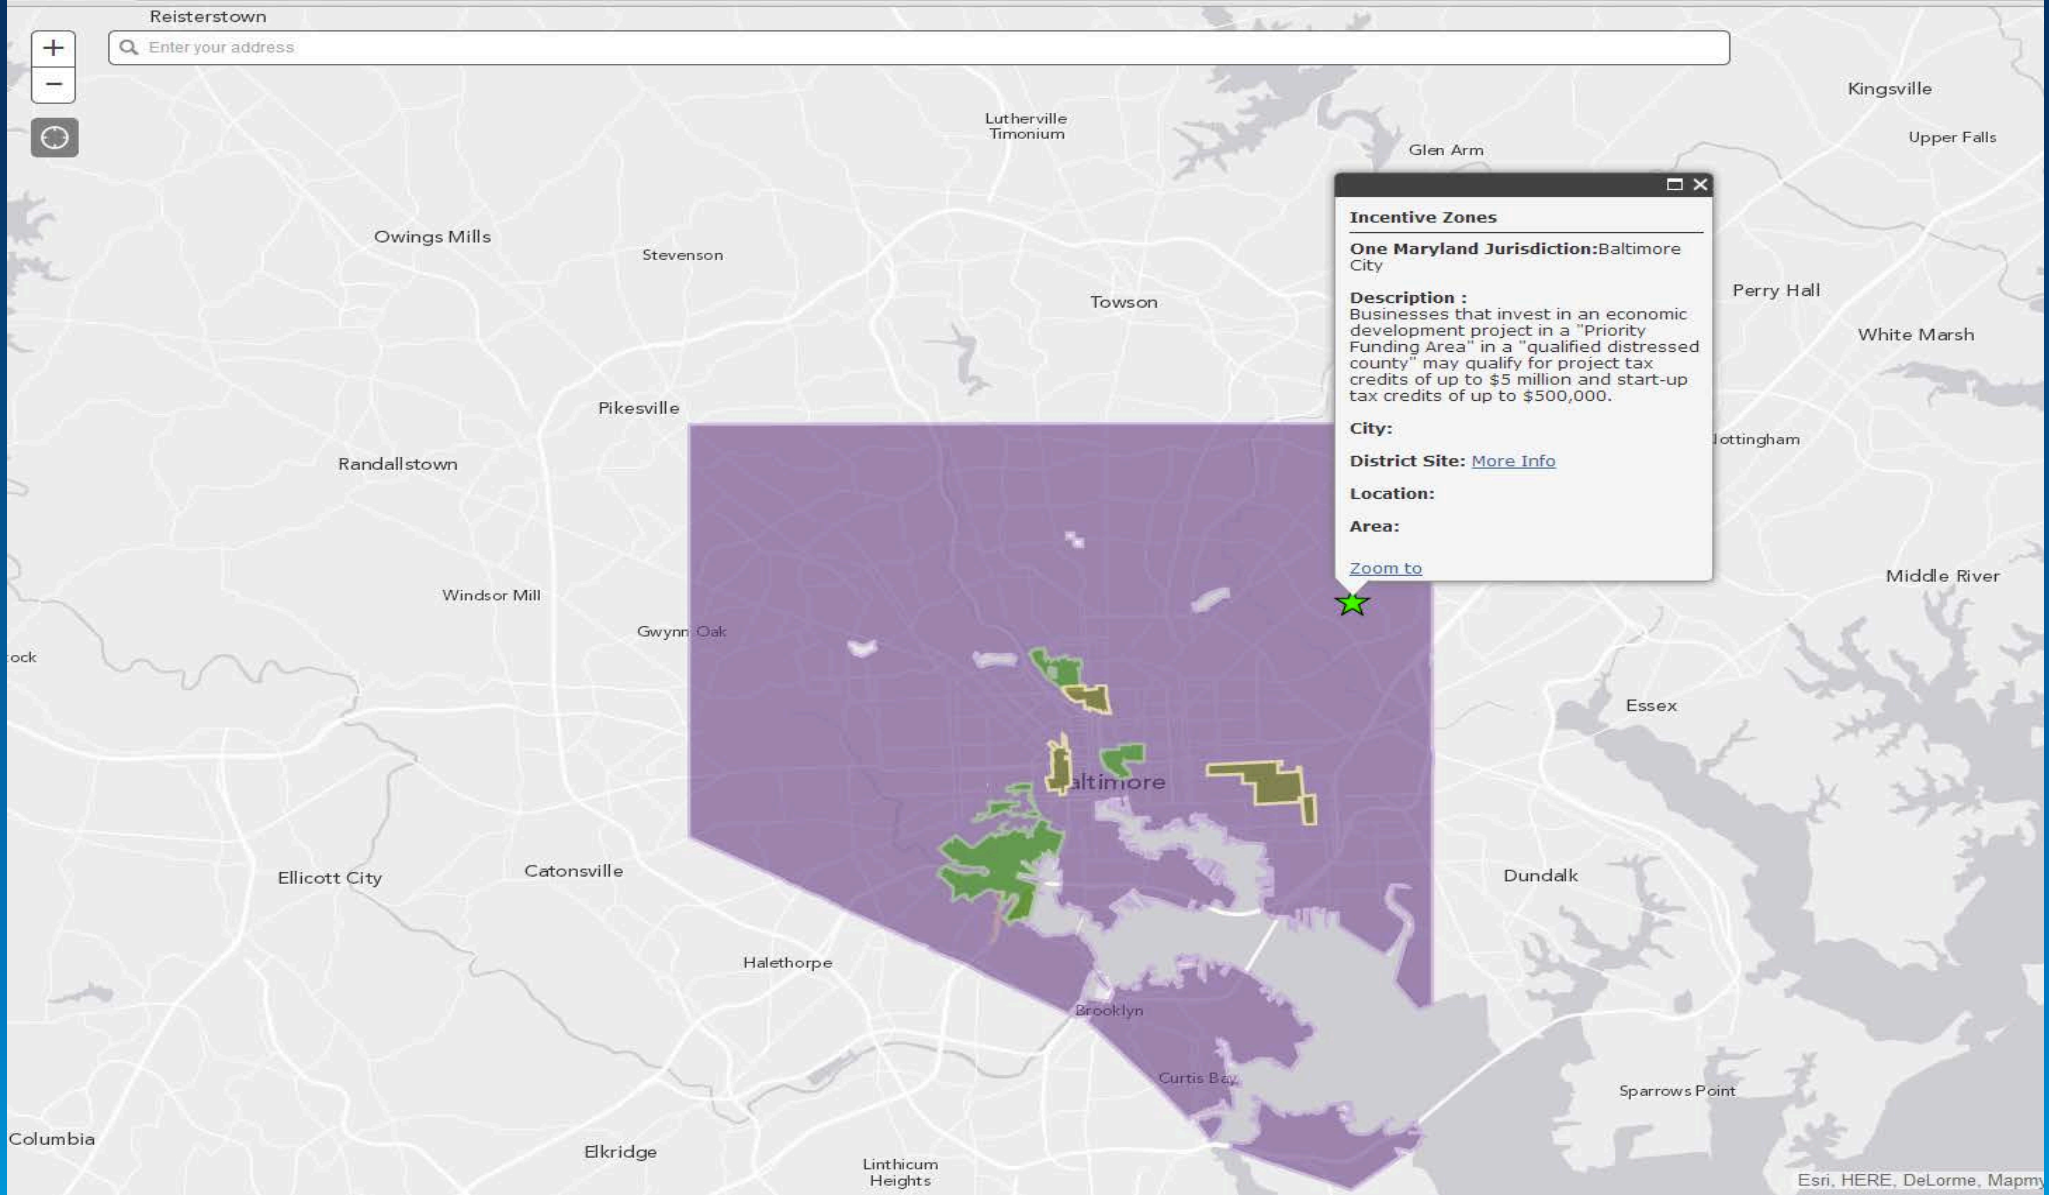 Reisterstown
Enter your address
Kingsville
Lutherville
Timonium
Upper Falls
Glen Arm
Incentive Zones
Owings Mills
One Maryland Jurisdiction:Baltimore
City
Stevenson
Perry Hall
Description :
Towson
Businesses that invest in an economic
development project in a "Priority
Funding Area" in a "qualified distressed
county" may qualify for project tax
credits of up to $5 million and start-up
tax credits of up to $500,000.
White Marsh
Pikesville
City:
ottingham
Randallstown
District Site: More Info
Location:
Area:
Zoom to
Middle River
Windsor Mill
Gwynn Oak
ock
Essex
altimore
Ellicott City
Catonsville
Dundalk
Halethorpe
Brooklyn
Curtis Bay
Sparrows Point
Columbia
Elkridge
Linthicum
Heights
Esri, HERE, DeLorme, Mapmy